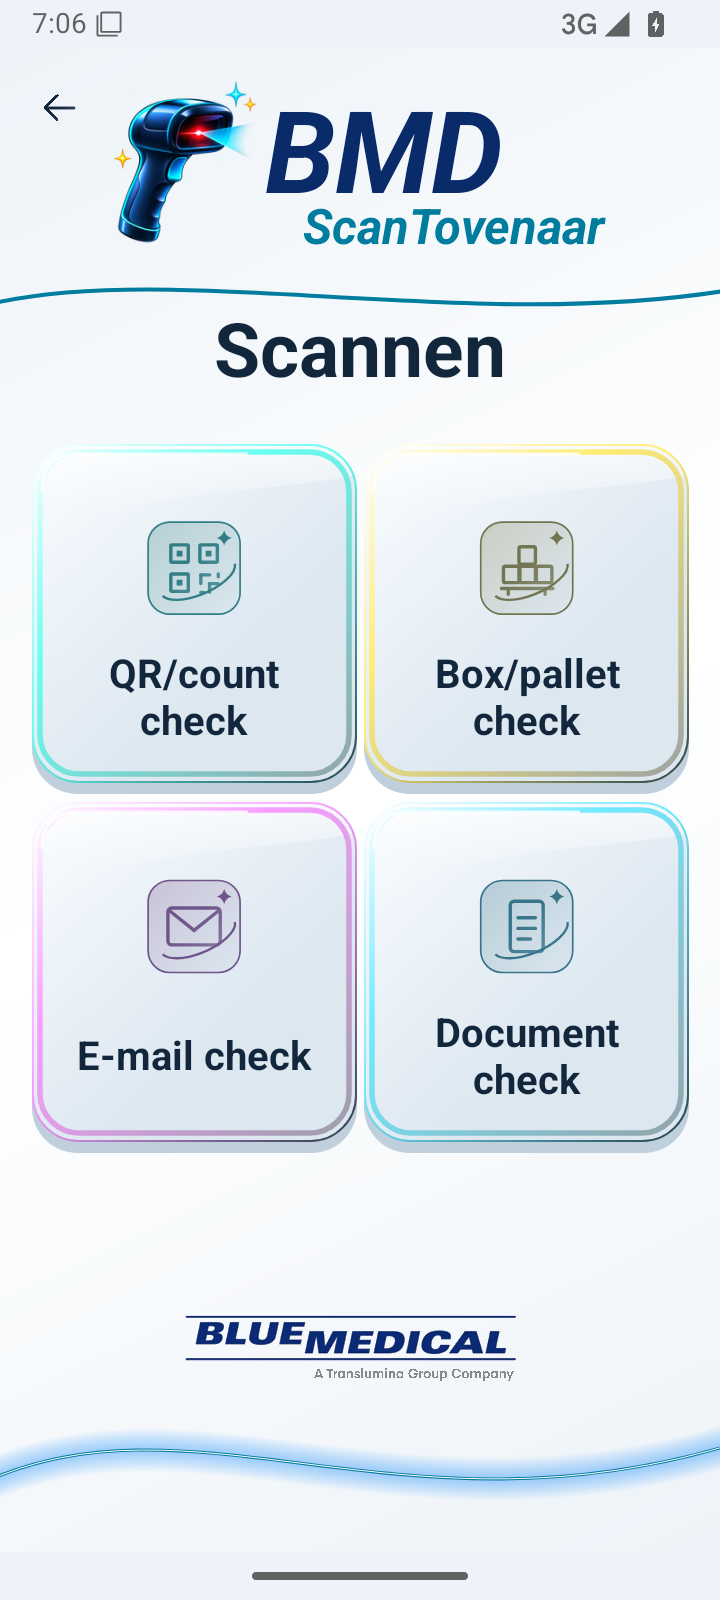 7:06
3G
BMD
ScanTovenaar
Scannen
QR/count
check
Box/pallet
check
E-mail check
Document
check
BLUEMEDICAL
A Translumina Group Company